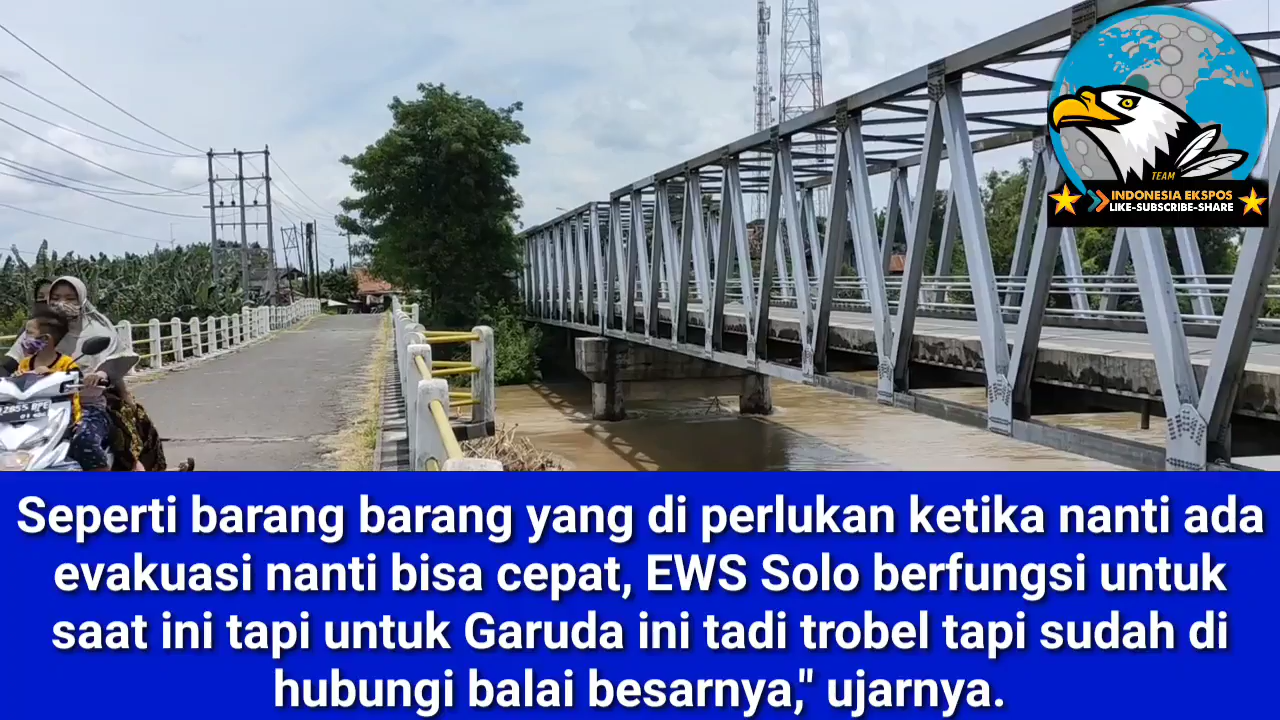 TEAM
INDONESIA EKSPOS
LIKE-SUBSCRIBE-SHARE
Seperti barang barang yang di perlukan ketika nanti ada
evakuasi nanti bisa cepat, EWS Solo berfungsi untuk
saat ini tapi untuk Garuda ini tadi trobel tapi sudah di
hubungi balai besarnya," ujarnya.